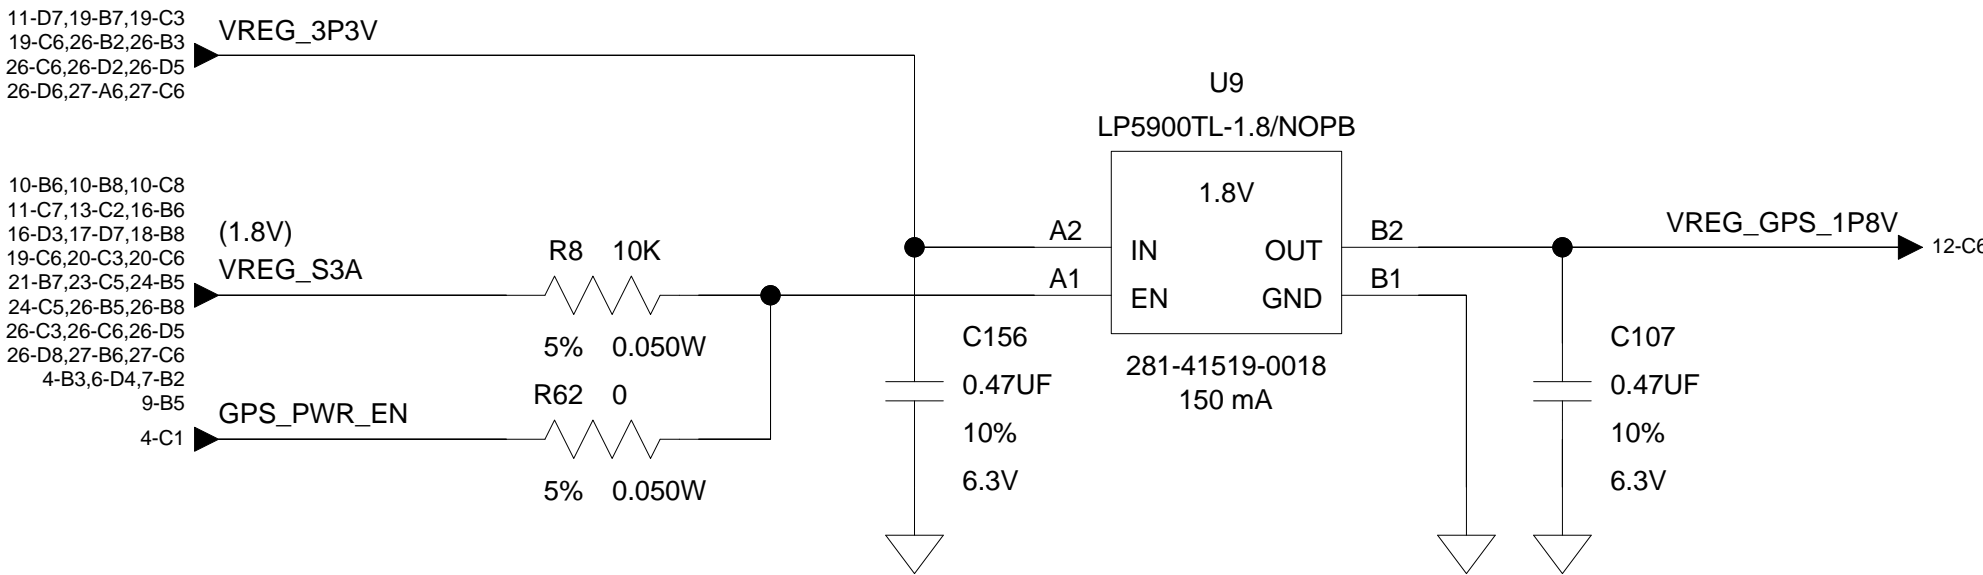 11-D7,19-B7,19-C3
19-C6,26-B2,26-B3
26-C6,26-D2,26-D5
26-D6,27-A6,27-C6
VREG_3P3V
U9
LP5900TL-1.8/NOPB
1.8V
A2
IN
OUT
B2
A1
EN
GND
B1
281-41519-0018
150 mA
VREG_GPS_1P8V
12-C6
10-B6,10-B8,10-C8
11-C7,13-C2,16-B6
16-D3,17-D7,18-B8
19-C6,20-C3,20-C6
21-B7,23-C5,24-B5
24-C5,26-B5,26-B8
26-C3,26-C6,26-D5
26-D8,27-B6,27-C6
4-B3,6-D4,7-B2
9-B5
4-C1
(1.8V)
VREG_S3A
GPS_PWR_EN
R8 10K
5% 0.050W
R62 0
5% 0.050W
C156
0.47UF
10%
6.3V
C107
0.47UF
10%
6.3V